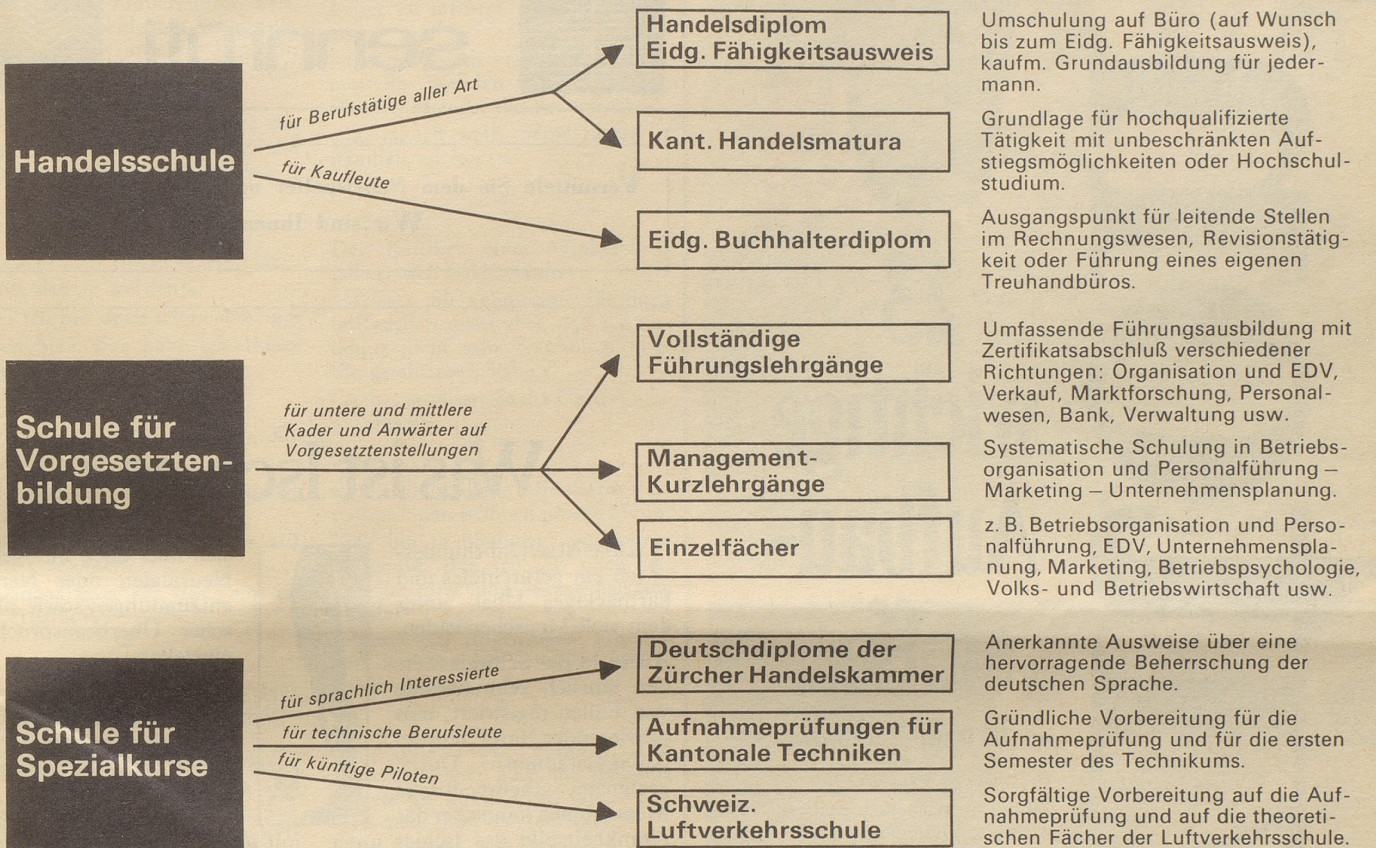 Handelsschule
für Berufstätige aller Art
für Kaufleute
Handelsdiplom
Eidg. Fähigkeitsausweis
Umschulung auf Büro (auf Wunsch
bis zum Eidg. Fähigkeitsausweis),
kaufm. Grundausbildung für jeder-
mann.
Kant. Handelsmatura
Grundlage für hochqualifizierte
Tätigkeit mit unbeschränkten Auf-
stiegsmöglichkeiten oder Hochschul-
studium.
Eidg. Buchhalterdiplom
Ausgangspunkt für leitende Stellen
im Rechnungswesen, Revisionstätig-
keit oder Führung eines eigenen
Treuhandbüros.
Schule für
Vorgesetzten-
bildung
für untere und mittlere
Kader und Anwärter auf
Vorgesetztenstellungen
Vollständige
Führungslehrgänge
Umfassende Führungsausbildung mit
Zertifikatsabschluß verschiedener
Richtungen: Organisation und EDV,
Verkauf, Marktforschung, Personal-
wesen, Bank, Verwaltung usw.
Management-
Kurzlehrgänge
Systematische Schulung in Betriebs-
organisation und Personalführung –
Marketing – Unternehmensplanung.
Einzelfächer
z. B. Betriebsorganisation und Perso-
nalführung, EDV, Unternehmenspla-
nung, Marketing, Betriebspsychologie,
Volks- und Betriebswirtschaft usw.
Schule für
Spezialkurse
für sprachlich Interessierte
für technische Berufsleute
für künftige Piloten
Deutschdiplome der
Zürcher Handelskammer
Anerkannte Ausweise über eine
hervorragende Beherrschung der
deutschen Sprache.
Aufnahmeprüfungen für
Kantonale Techniken
Gründliche Vorbereitung für die
Aufnahmeprüfung und für die ersten
Semester des Technikums.
Schweiz.
Luftverkehrsschule
Sorgfältige Vorbereitung auf die Auf-
nahmeprüfung und auf die theoreti-
schen Fächer der Luftverkehrsschule.